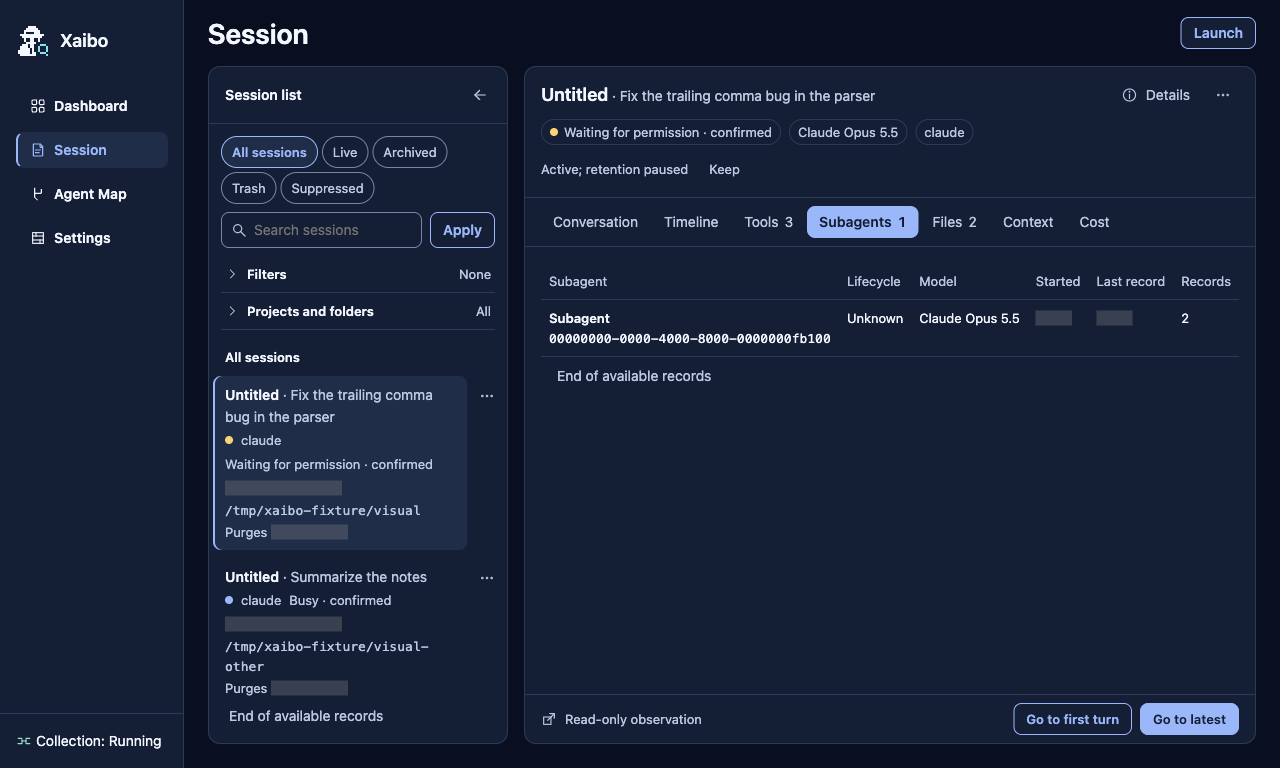 Xaibo
Dashboard
Session
Agent Map
Settings
Collection: Running
Session
Launch
Session list
All sessions
Live
Archived
Trash
Suppressed
Search sessions
Apply
Filters None
Projects and folders All
All sessions
Untitled · Fix the trailing comma
bug in the parser
claude
Waiting for permission · confirmed
/tmp/xaibo-fixture/visual
Purges
Untitled · Summarize the notes
claude Busy · confirmed
/tmp/xaibo-fixture/visual-
other
Purges
End of available records
Untitled · Fix the trailing comma bug in the parser
Details
Waiting for permission · confirmed
Claude Opus 5.5
claude
Active; retention paused Keep
Conversation Timeline Tools 3 Subagents 1 Files 2 Context Cost
Subagent Lifecycle Model Started Last record Records
Subagent Unknown Claude Opus 5.5 2
00000000-0000-4000-8000-0000000fb100
End of available records
Read-only observation
Go to first turn
Go to latest